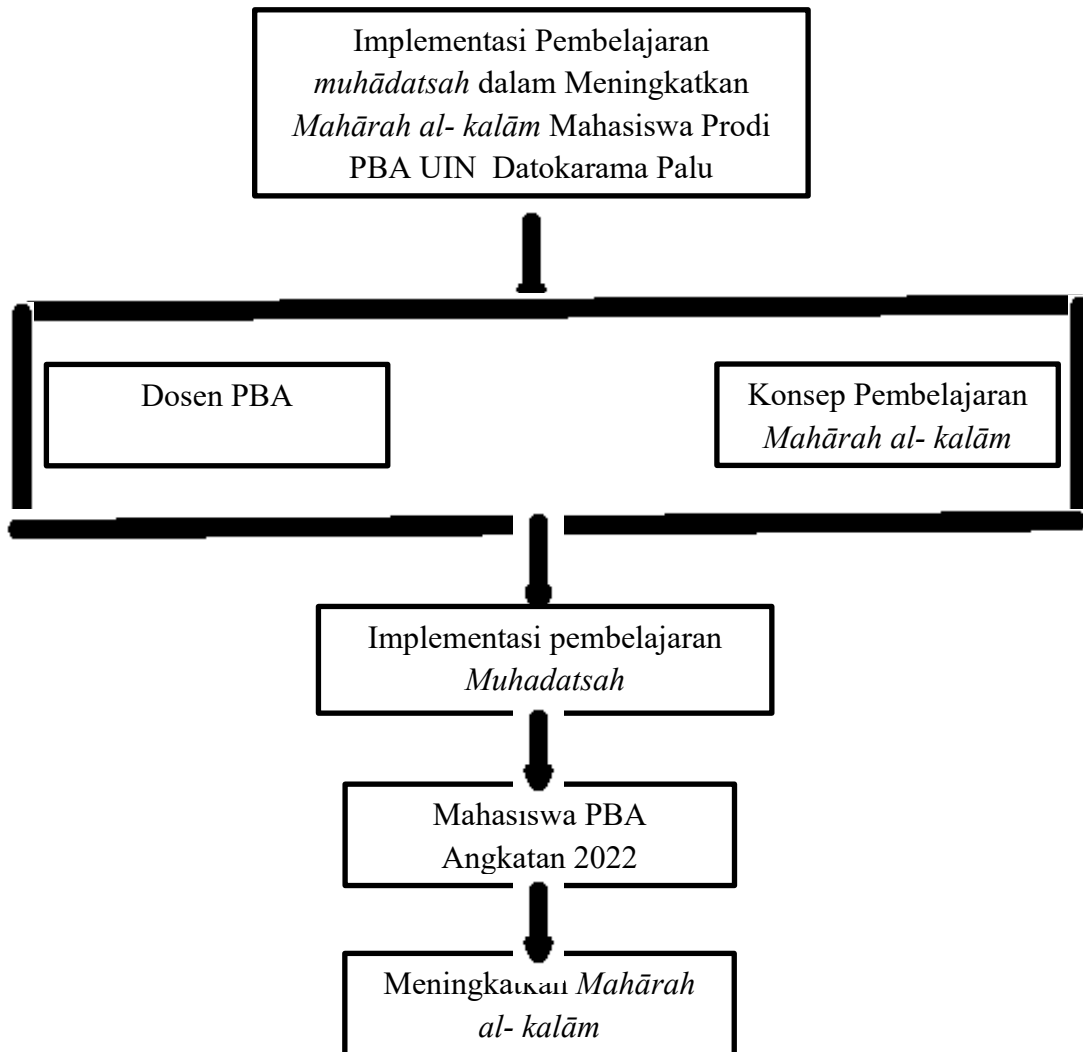 Implementasi Pembelajaran
muhādatsah dalam Meningkatkan
Mahārah al- kalām Mahasiswa Prodi
PBA UIN Datokarama Palu
Dosen PBA
Konsep Pembelajaran
Mahārah al- kalām
Implementasi pembelajaran
Muhadatsah
Mahasiswa PBA
Angkatan 2022
Meningkatkan Mahārah
al- kalām